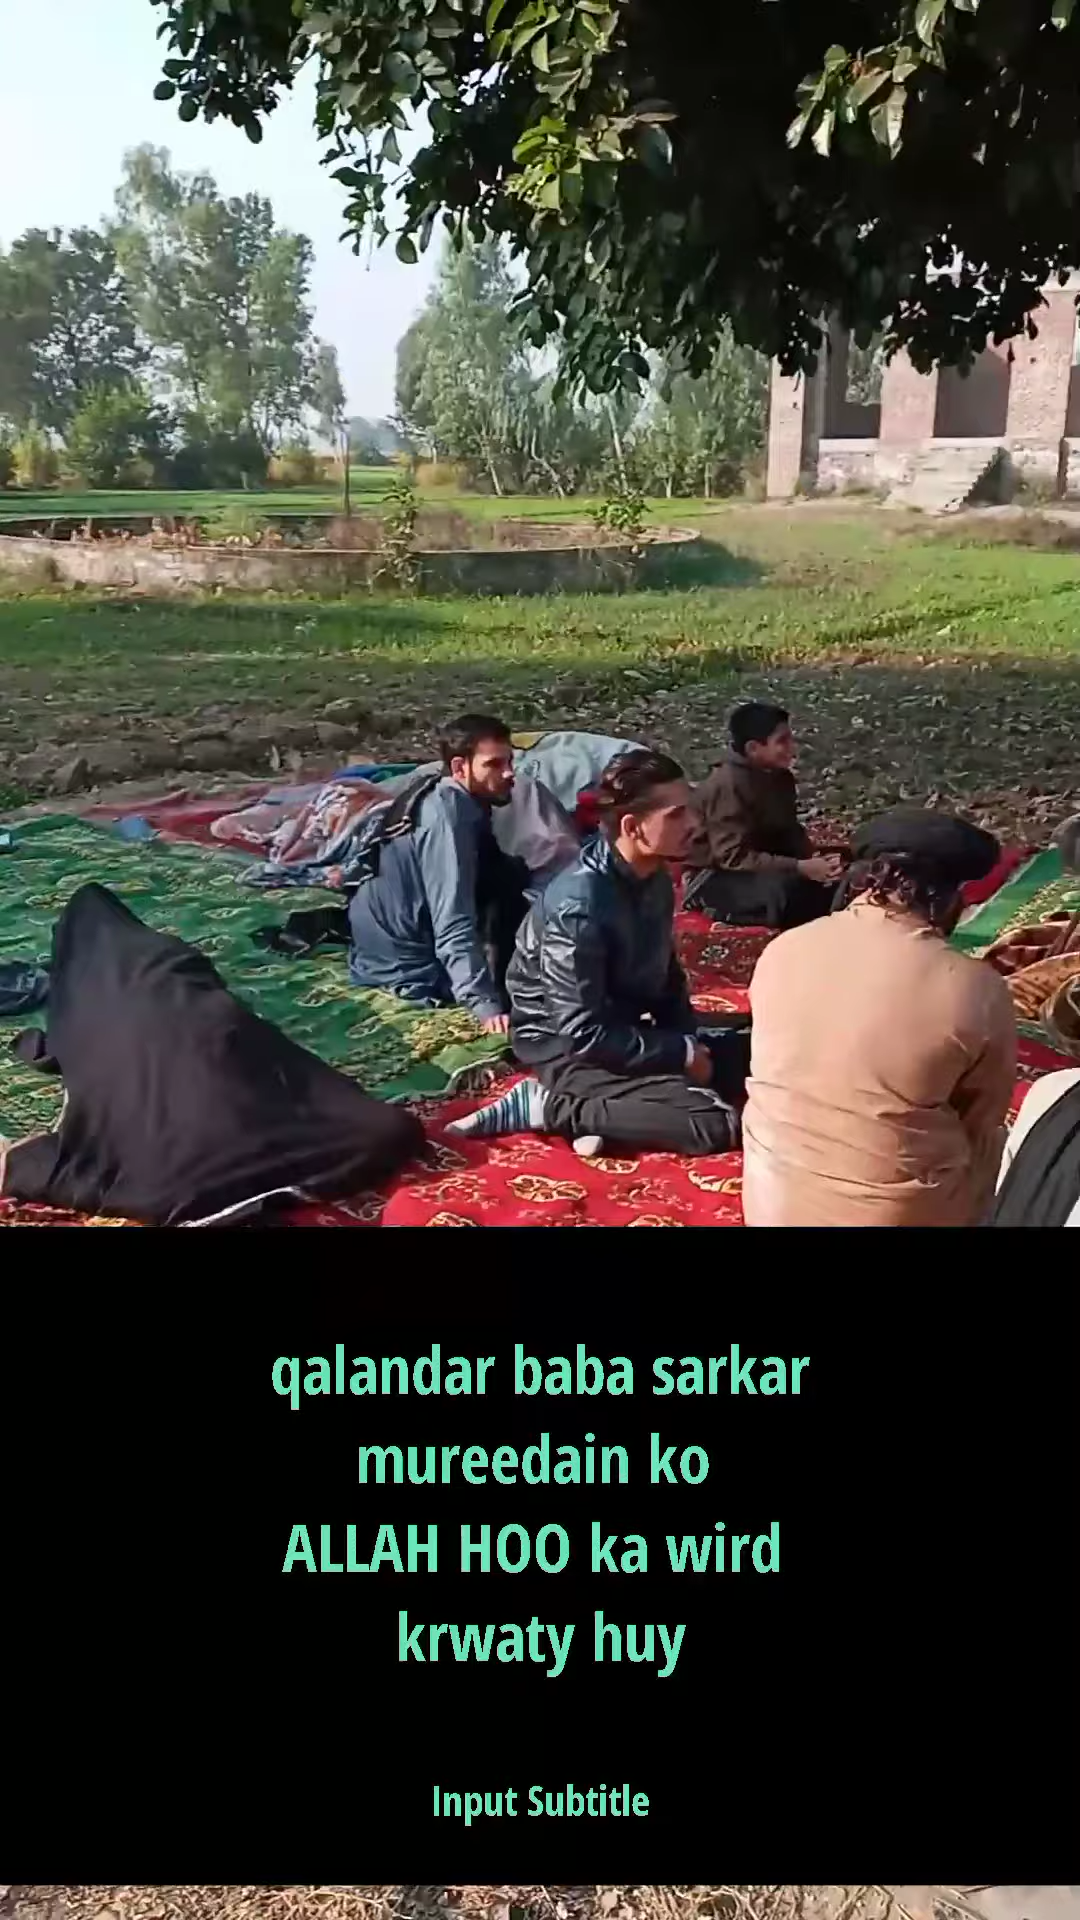 qalandar baba sarkar
mureedain ko
ALLAH HOO ka wird
krwaty huy
Input Subtitle